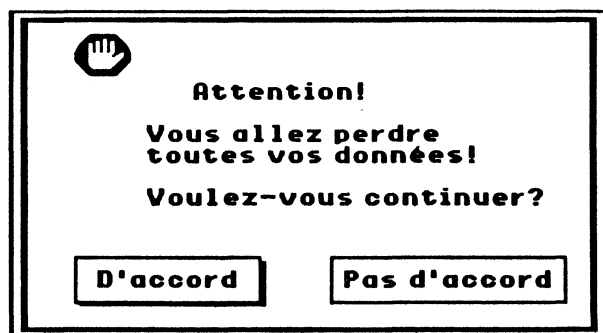 Attention!
Vous allez perdre
toutes vos données!
Voulez-vous continuer?
D'accord
Pas d'accord